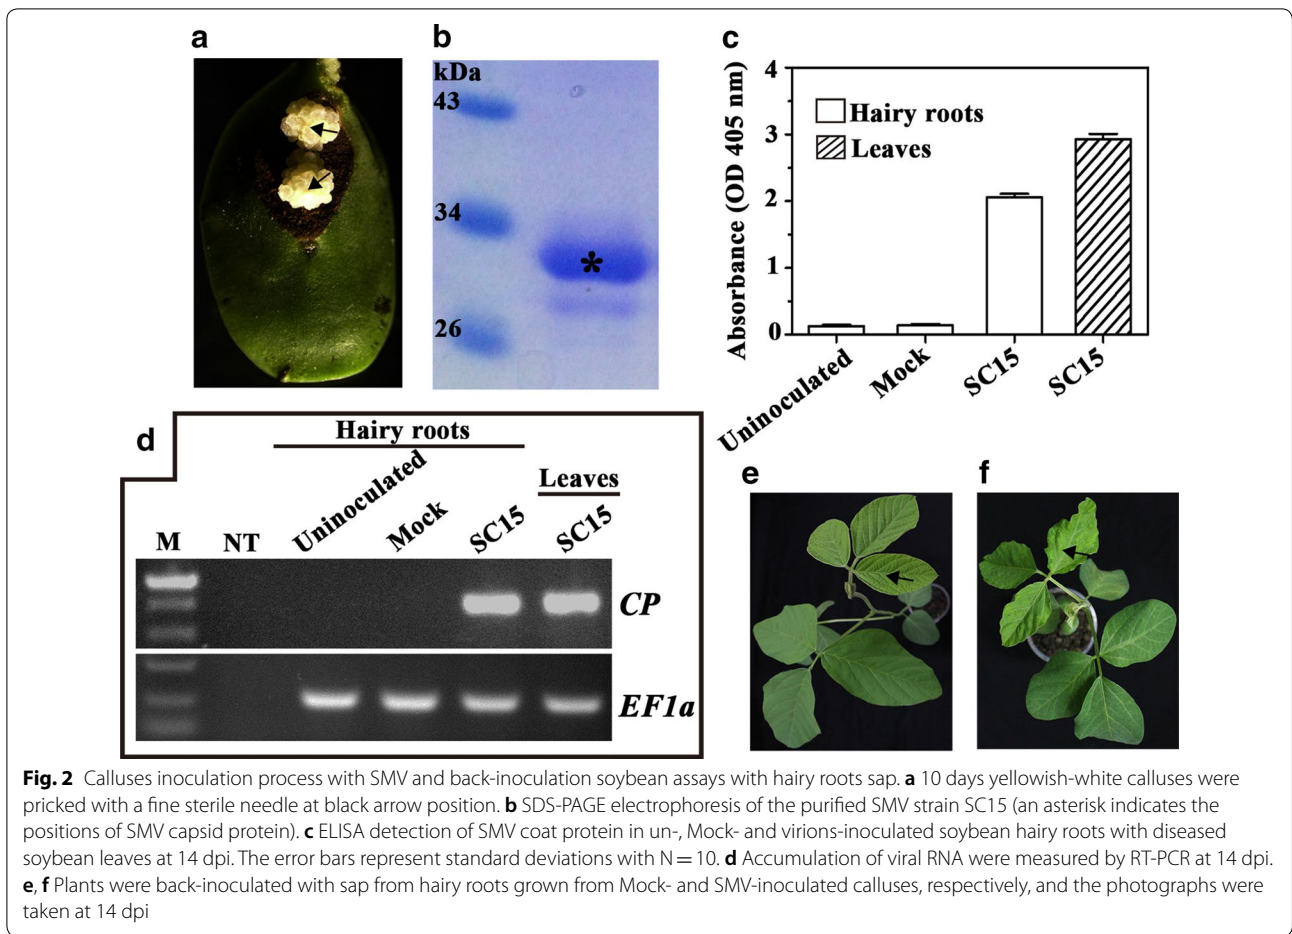 a
b
kDa
43
34
26
*
c
Absorbance (OD 405 nm)
4
3
2
1
0
Hairy roots
Leaves
Uninoculated
Mock
SC15
SC15
d
Hairy roots
Leaves
M
NT
Uninoculated
Mock
SC15
SC15
CP
EF1a
e
f
Fig. 2 Calluses inoculation process with SMV and back-inoculation soybean assays with hairy roots sap. a 10 days yellowish-white calluses were
pricked with a fine sterile needle at black arrow position. b SDS-PAGE electrophoresis of the purified SMV strain SC15 (an asterisk indicates the
positions of SMV capsid protein). c ELISA detection of SMV coat protein in un-, Mock- and virions-inoculated soybean hairy roots with diseased
soybean leaves at 14 dpi. The error bars represent standard deviations with N = 10. d Accumulation of viral RNA were measured by RT-PCR at 14 dpi.
e, f Plants were back-inoculated with sap from hairy roots grown from Mock- and SMV-inoculated calluses, respectively, and the photographs were
taken at 14 dpi